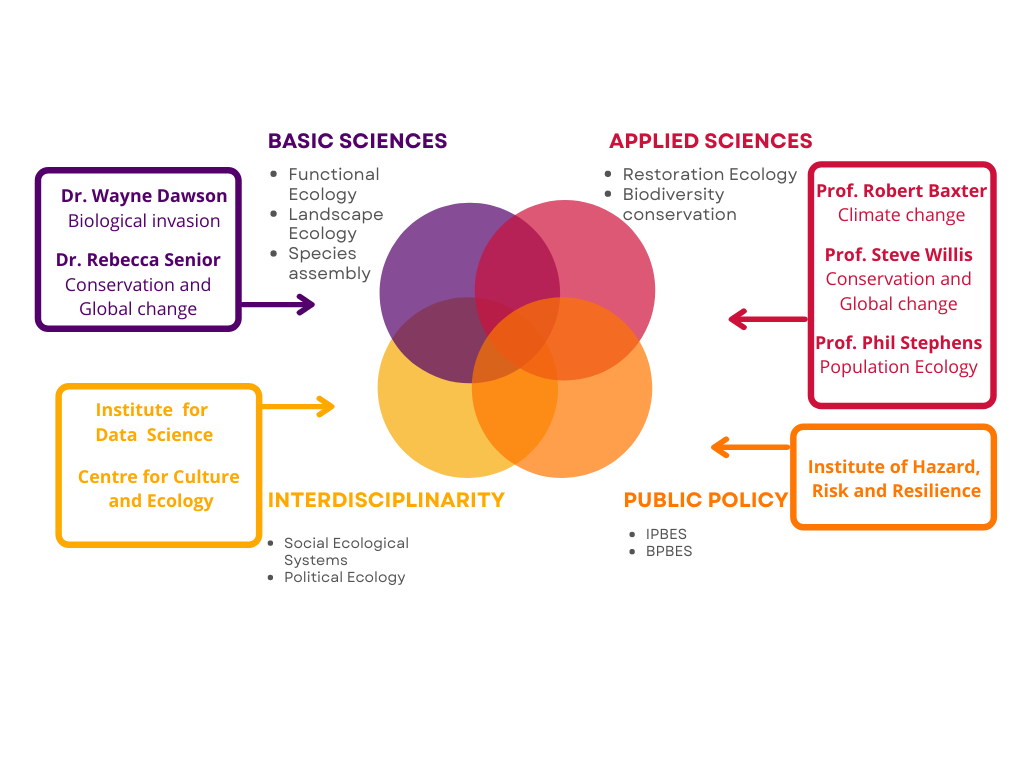 BASIC SCIENCES
• Functional
Ecology
• Landscape
Ecology
• Species
assembly
APPLIED SCIENCES
• Restoration Ecology
• Biodiversity
conservation
Dr. Wayne Dawson
Biological invasion
Dr. Rebecca Senior
Conservation and
Global change
Prof. Robert Baxter
Climate change
Prof. Steve Willis
Conservation and
Global change
Prof. Phil Stephens
Population Ecology
Institute for
Data Science
Centre for Culture
and Ecology
Institute of Hazard,
Risk and Resilience
INTERDISCIPLINARITY
• Social Ecological
Systems
• Political Ecology
PUBLIC POLICY
• IPBES
• BPBES